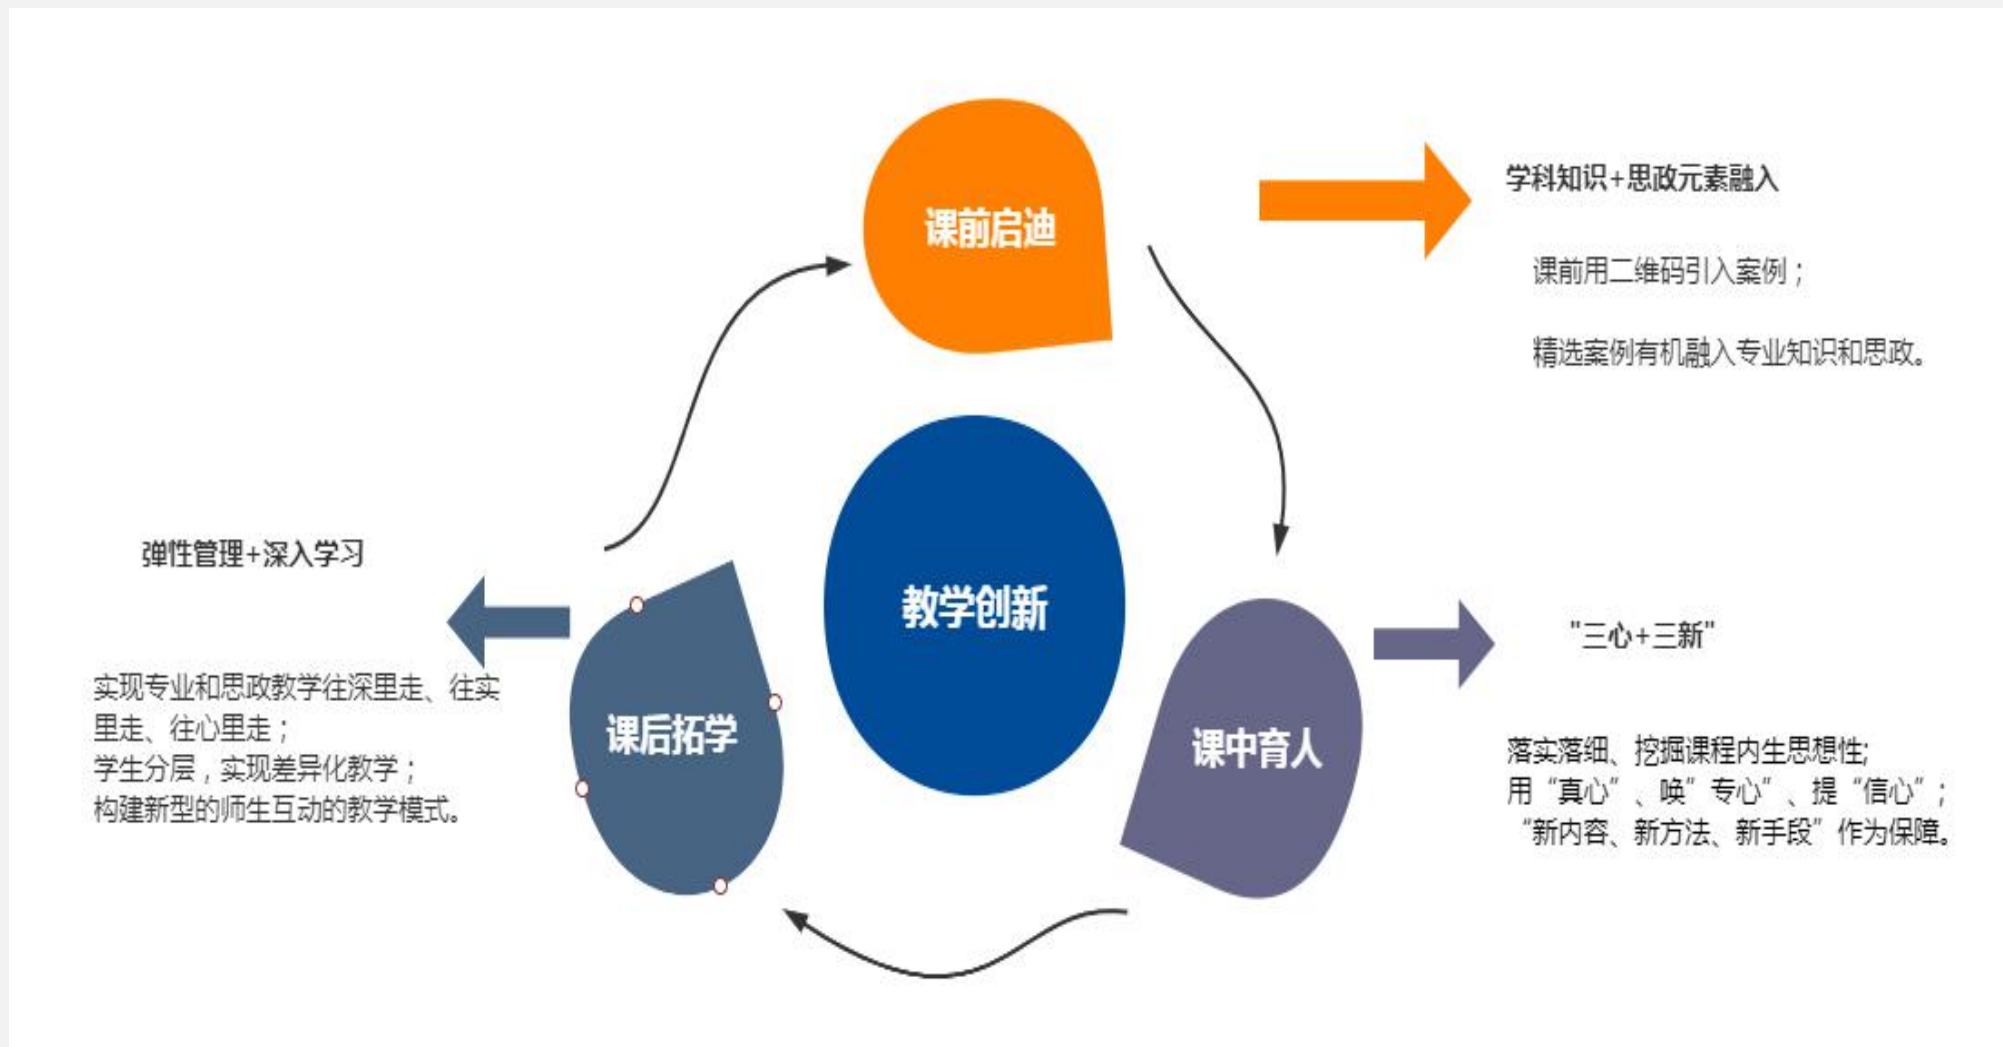 课前启迪
学科知识+思政元素融入
课前用二维码引入案例；
精选案例有机融入专业知识和思政。
教学创新
弹性管理+深入学习
实现专业和思政教学往深里走、往实
里走、往心里走；
学生分层，实现差异化教学；
构建新型的师生互动的教学模式。
课后拓学
课中育人
"三心+三新"
落实落细、挖掘课程内生思想性;
用“真心”、唤”专心”、提“信心”；
“新内容、新方法、新手段”作为保障。